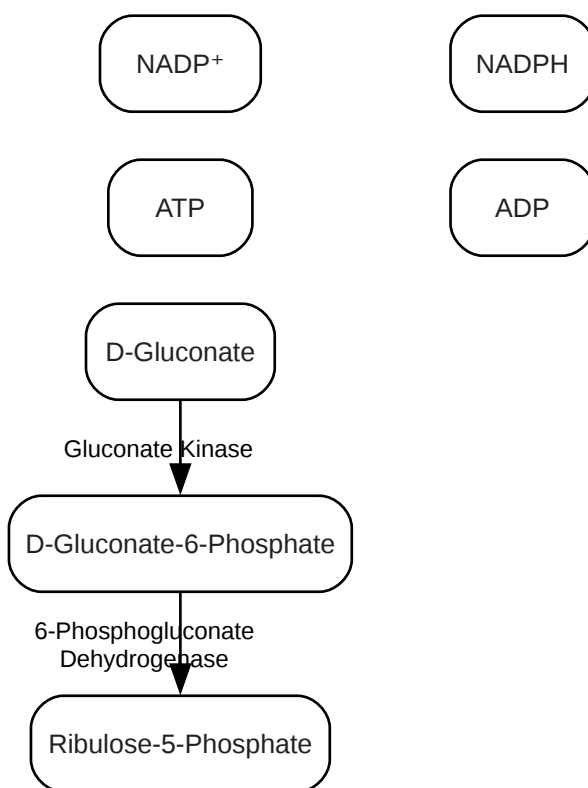 NADP⁺
NADPH
ATP
ADP
D-Gluconate
Gluconate Kinase
D-Gluconate-6-Phosphate
6-Phosphogluconate
Dehydrogenase
Ribulose-5-Phosphate